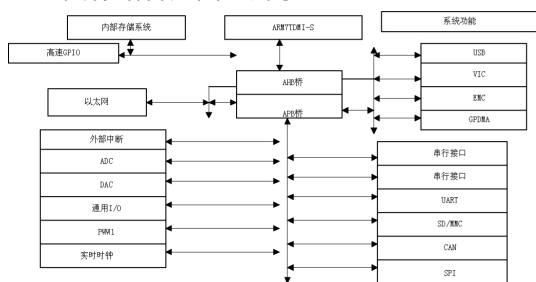 内部存储系统
ARM7TDMI-S
系统功能
高速GPIO
USB
VIC
EMC
GPDMA
AHB桥
APB桥
以太网
外部中断
ADC
DAC
通用I/O
PWM1
实时时钟
串行接口
串行接口
UART
SD/MMC
CAN
SPI